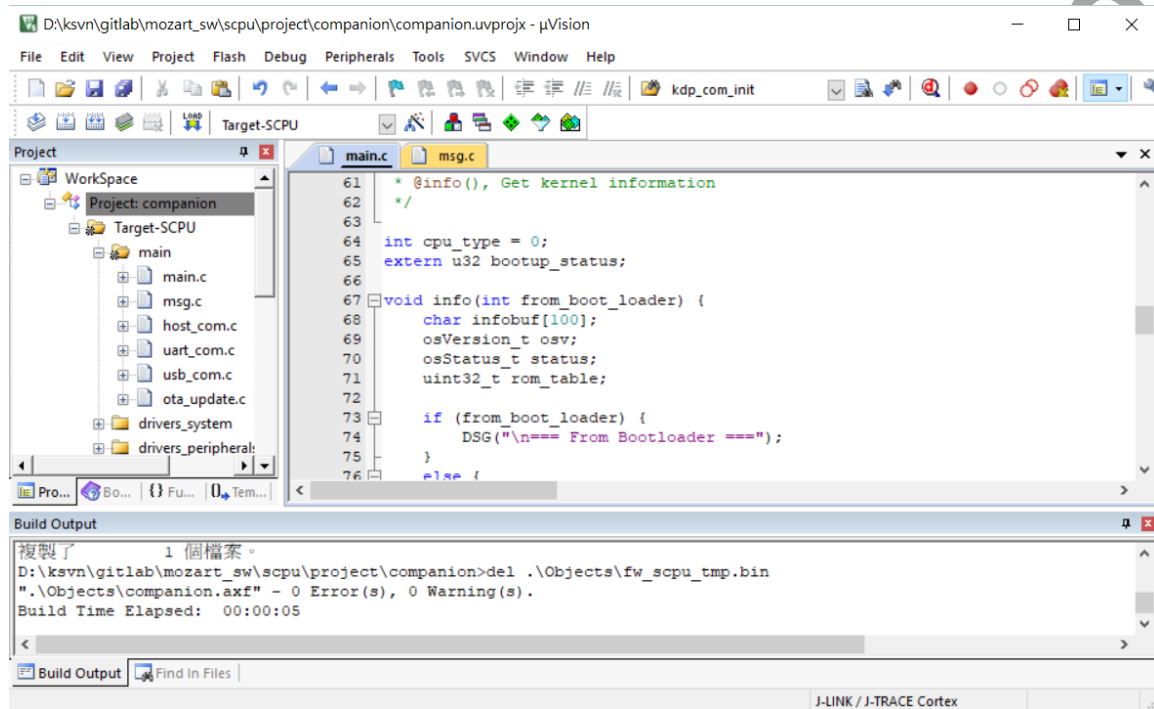 D:\ksvn\gitlab\mozart_sw\scpu\project\companion\companion.uvprojx - µVision
File Edit View Project Flash Debug Peripherals Tools SVCS Window Help
kdp_com_init
LOAD Target-SCPU
Project
main.c msg.c
WorkSpace
Project: companion
Target-SCPU
main
main.c
msg.c
host_com.c
uart_com.c
usb_com.c
ota_update.c
drivers_system
drivers_peripherals
Pro... Bo... {} Fu... Tem...
61 * @info(), Get kernel information
62 */
63
64 int cpu_type = 0;
65 extern u32 bootup_status;
66
67 void info(int from_boot_loader) {
68 char infobuf[100];
69 osVersion_t osv;
70 osStatus_t status;
71 uint32_t rom_table;
72
73 if (from_boot_loader) {
74 DSG("\n=== From Bootloader ===");
75 }
76 else {
Build Output
複製了 1 個檔案。
D:\ksvn\gitlab\mozart_sw\scpu\project\companion>del .\Objects\fw_scpu_tmp.bin
".\Objects\companion.axf" - 0 Error(s), 0 Warning(s).
Build Time Elapsed: 00:00:05
Build Output Find In Files
J-LINK / J-TRACE Cortex